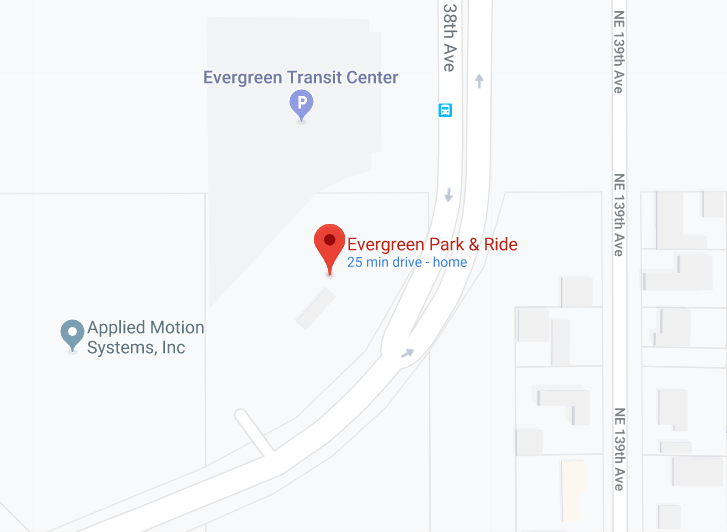 38th Ave
NE 139th Ave
Evergreen Transit Center
P
NE 139th Ave
Evergreen Park & Ride
25 min drive - home
Applied Motion
Systems, Inc
NE 139th Ave